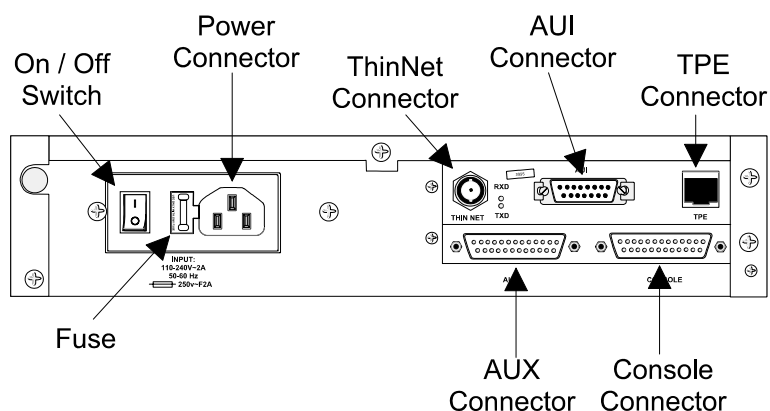 Power
Connector
AUI
Connector
On / Off
Switch
ThinNet
Connector
TPE
Connector
RXD
THIN NET
TXD
TPE
INPUT:
110-240V~2A
50-60 Hz
250v~F2A
CONSOLE
Fuse
AUX
Connector
Console
Connector